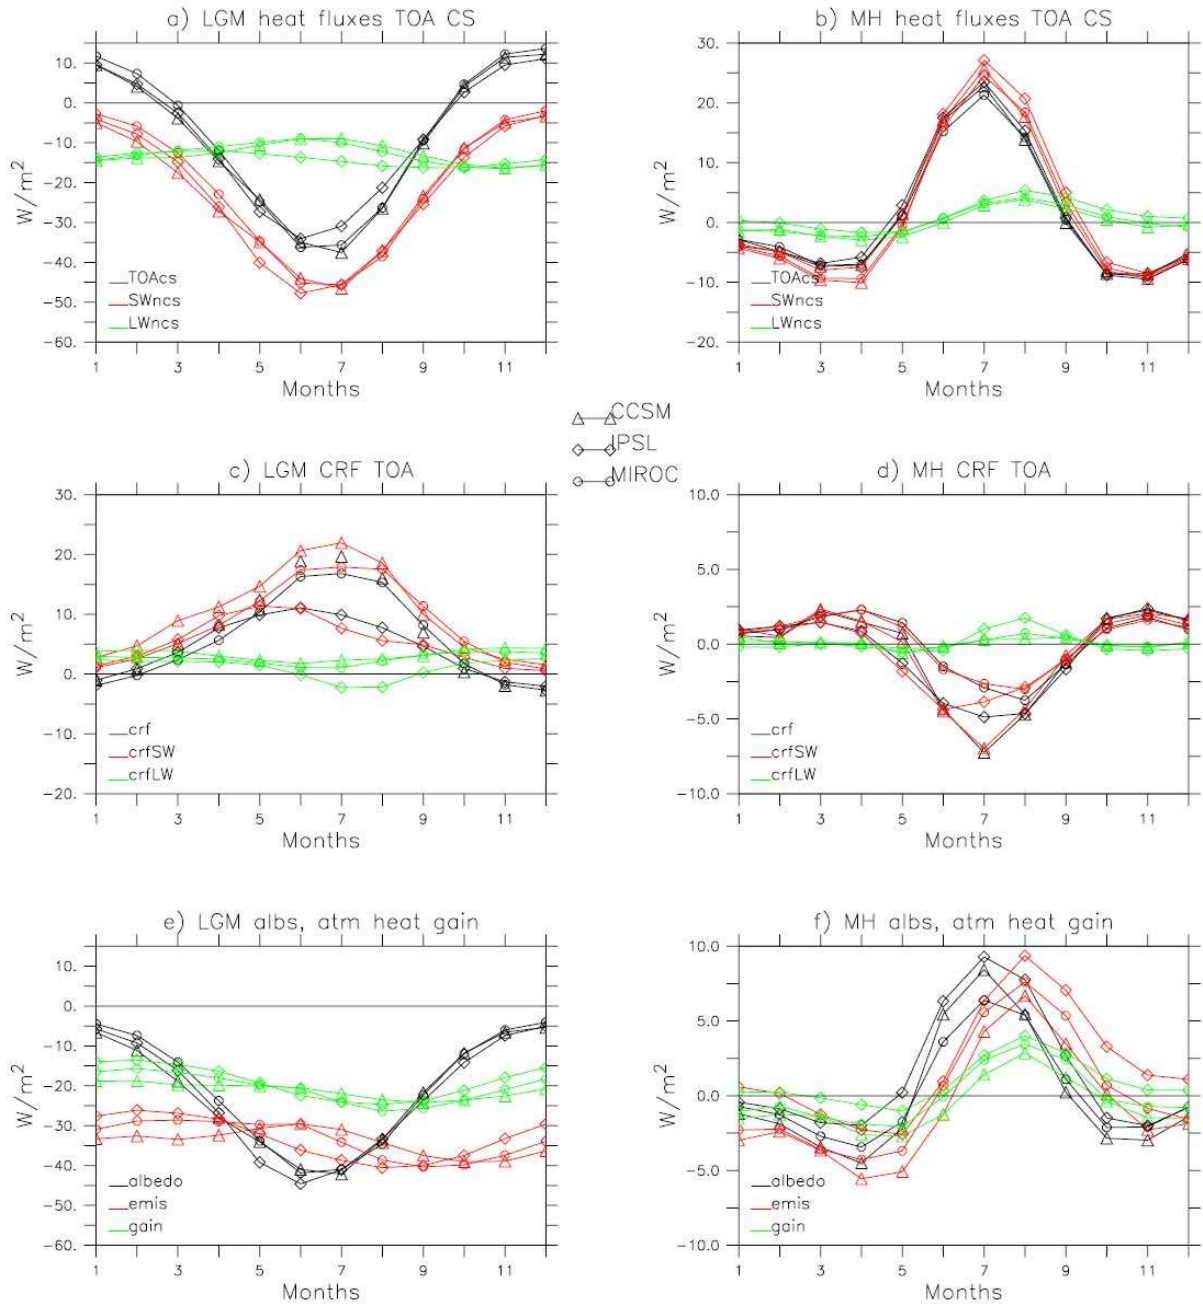 a) LGM heat fluxes TOA CS
W/m2
10.
0.
-10.
-20.
-30.
-40.
-50.
-60.
TOAcs
SWncs
LWncs
1 3 5 7 9 11
Months
b) MH heat fluxes TOA CS
W/m2
30.
20.
10.
0.
-10.
-20.
TOAcs
SWncs
LWncs
1 3 5 7 9 11
Months
CCSM
IPSL
MIROC
c) LGM CRF TOA
W/m2
30.
20.
10.
0.
-10.
-20.
crf
crfSW
crfLW
1 3 5 7 9 11
Months
d) MH CRF TOA
W/m2
10.0
5.0
0.0
-5.0
-10.0
crf
crfSW
crfLW
1 3 5 7 9 11
Months
e) LGM albs, atm heat gain
W/m2
10.
0.
-10.
-20.
-30.
-40.
-50.
-60.
albedo
emis
gain
1 3 5 7 9 11
Months
f) MH albs, atm heat gain
W/m2
10.0
5.0
0.0
-5.0
-10.0
albedo
emis
gain
1 3 5 7 9 11
Months